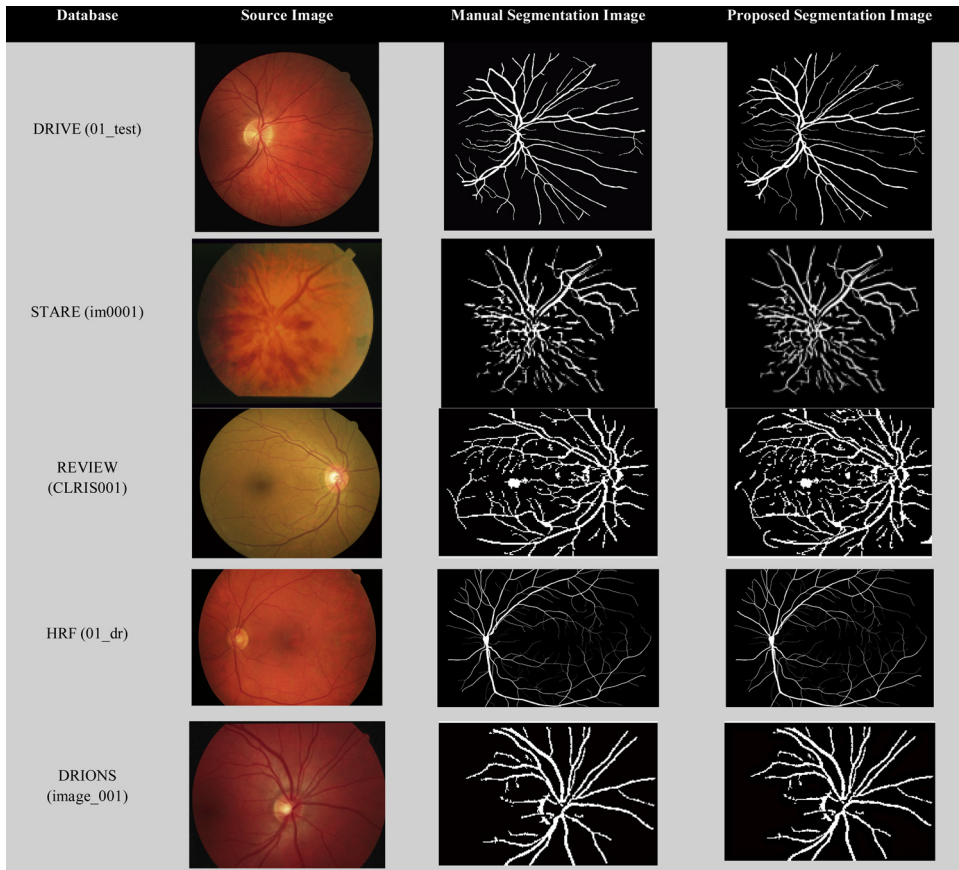 Database Source Image Manual Segmentation Image Proposed Segmentation Image
DRIVE (01_test)
STARE (im0001)
REVIEW
(CLRIS001)
HRF (01_dr)
DRIONS
(image_001)